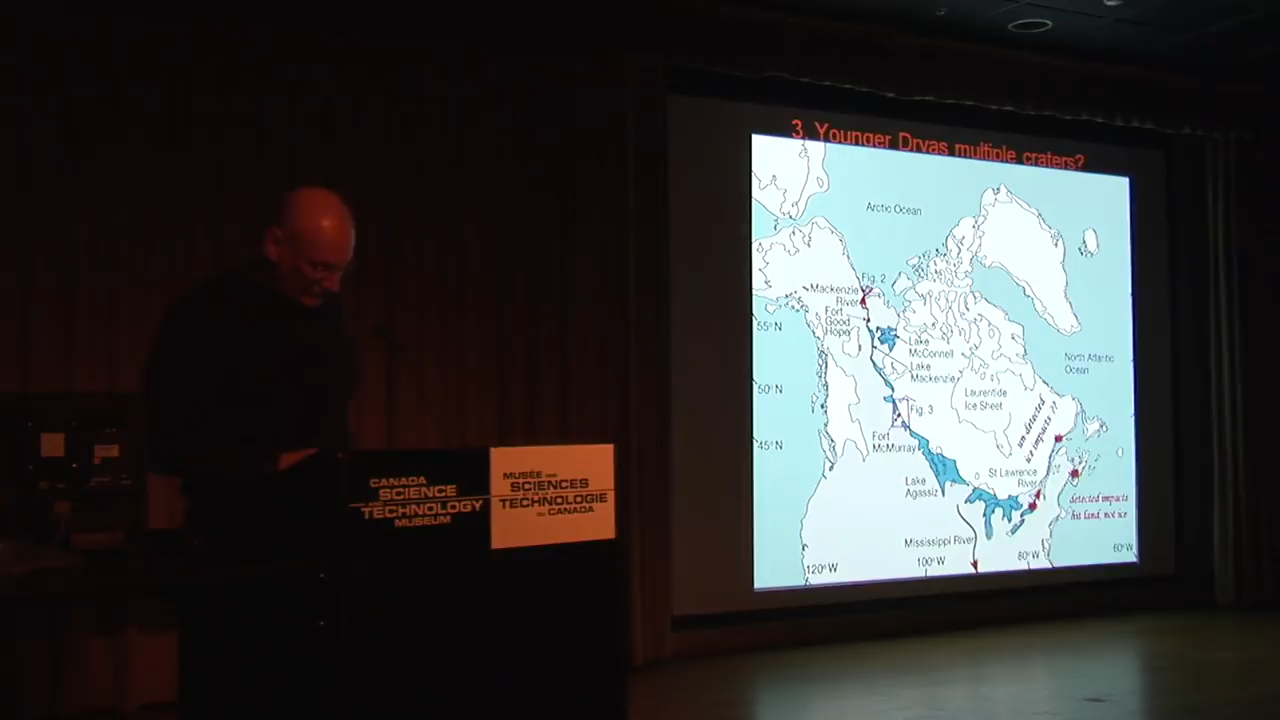 3. Younger Dryas multiple craters?
Arctic Ocean
Fig. 2
Mackenzie
River
Fort
Good
Hope
55° N
Lake
McConnell
Lake
Mackenzie
North Atlantic
Ocean
50° N
Laurentide
Ice Sheet
Fig. 3
un detected
ice impacts ??
45° N
Fort
McMurray
St Lawrence
River
Lake
Agassiz
detected impacts
hit land, not ice
Mississippi River
120° W
100° W
80° W
60° W
CANADA
SCIENCE
TECHNOLOGY
MUSEUM
MUSÉE DES
SCIENCES
ET DE LA
TECHNOLOGIE
DU CANADA